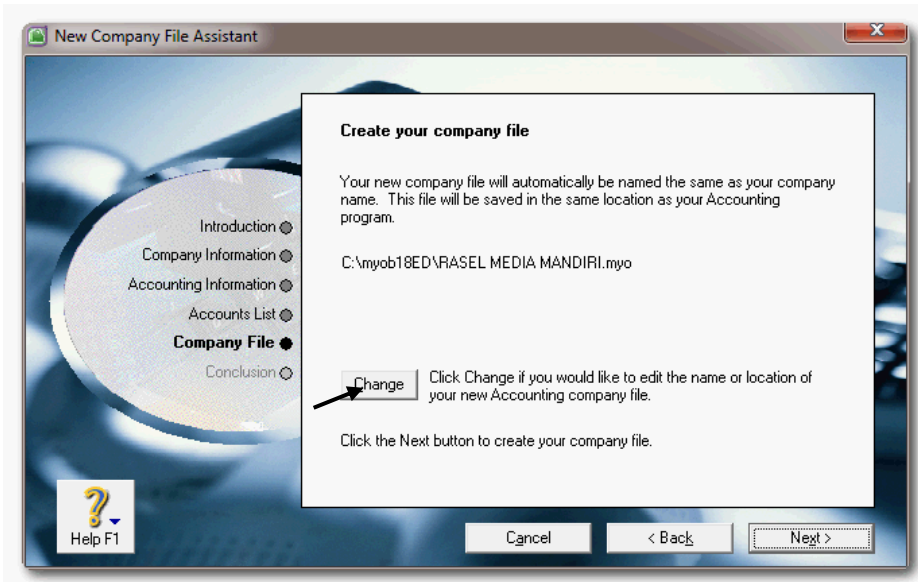 New Company File Assistant
Create your company file
Your new company file will automatically be named the same as your company
name. This file will be saved in the same location as your Accounting
program.
C:\myob18ED\RASEL MEDIA MANDIRI.myo
Introduction
Company Information
Accounting Information
Accounts List
Company File
Conclusion
Change
Click Change if you would like to edit the name or location of
your new Accounting company file.
Click the Next button to create your company file.
Help F1
Cancel
< Back
Next >